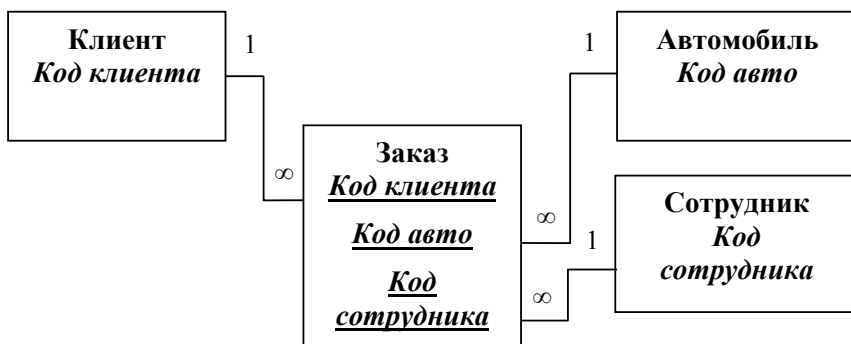 Клиент
Код клиента
1
∞
Заказ
Код клиента
Код авто
Код
сотрудника
1
∞
Автомобиль
Код авто
1
∞
Сотрудник
Код
сотрудника